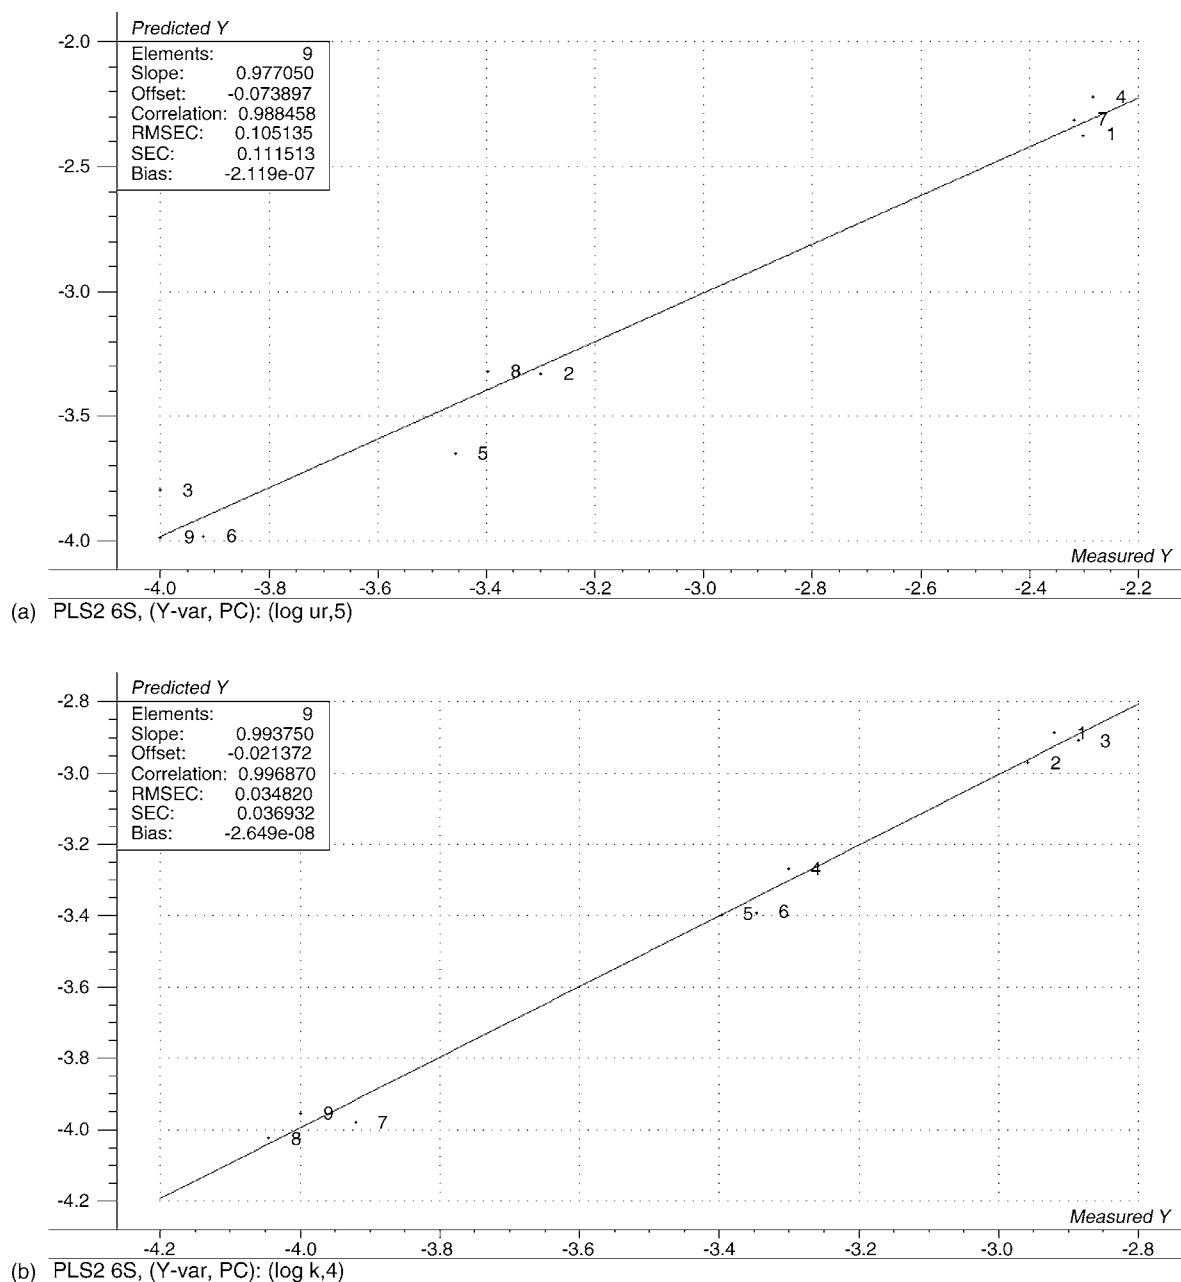 Predicted Y
-2.0
Elements: 9
Slope: 0.977050
Offset: -0.073897
Correlation: 0.988458
RMSEC: 0.105135
SEC: 0.111513
Bias: -2.119e-07
4
7
1
-2.5
-3.0
8
2
-3.5
5
3
9
6
-4.0
Measured Y
-4.0 -3.8 -3.6 -3.4 -3.2 -3.0 -2.8 -2.6 -2.4 -2.2
(a) PLS2 6S, (Y-var, PC): (log ur,5)
Predicted Y
-2.8
Elements: 9
Slope: 0.993750
Offset: -0.021372
Correlation: 0.996870
RMSEC: 0.034820
SEC: 0.036932
Bias: -2.649e-08
1
3
2
-3.0
-3.2
4
5
6
-3.4
-3.6
-3.8
9
7
-4.0
8
-4.2
Measured Y
-4.2 -4.0 -3.8 -3.6 -3.4 -3.2 -3.0 -2.8
(b) PLS2 6S, (Y-var, PC): (log k,4)